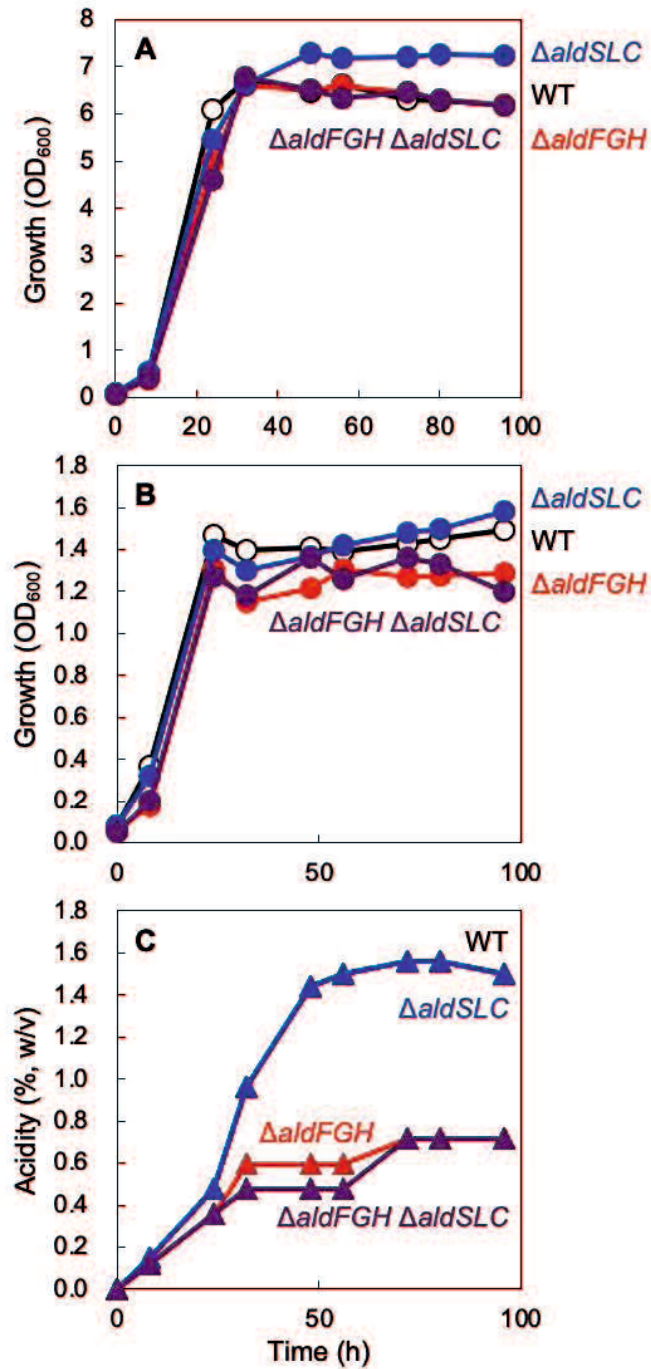 A
8
7
6
5
4
3
2
1
0
Growth (OD600)
ΔaldSLC
WT
ΔaldFGH ΔaldSLC
ΔaldFGH
0
20
40
60
80
100
B
1.8
1.6
1.4
1.2
1.0
0.8
0.6
0.4
0.2
0.0
Growth (OD600)
ΔaldSLC
WT
ΔaldFGH
ΔaldFGH ΔaldSLC
0
50
100
C
1.8
1.6
1.4
1.2
1.0
0.8
0.6
0.4
0.2
0.0
Acidity (%, w/v)
WT
ΔaldSLC
ΔaldFGH
ΔaldFGH ΔaldSLC
0
50
100
Time (h)